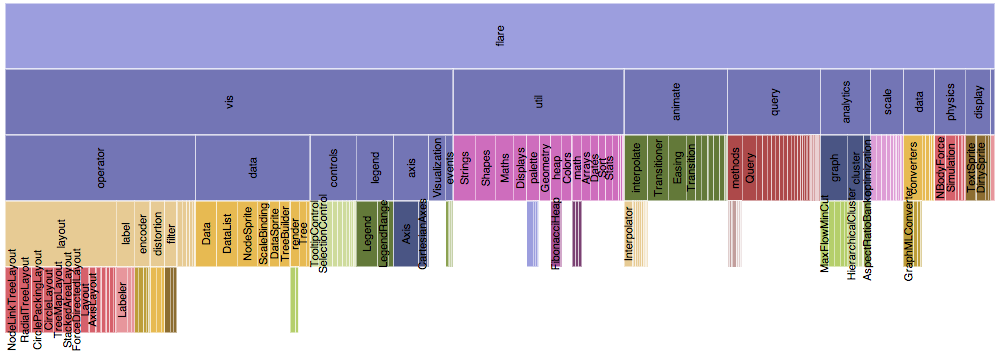 flare
vis
util
animate
query
analytics
scale
data
physics
display
operator
data
controls
legend
axis
Visualization
events
Strings
Shapes
Maths
Displays
palette
Geometry
heap
Colors
math
Arrays
Dates
Sort
Stats
interpolate
Transitioner
Easing
Transition
methods
Query
graph
cluster
optimization
converters
NBodyForce
Simulation
TextSprite
DirtySprite
layout
label
encoder
distortion
filter
Data
DataList
NodeSprite
ScaleBinding
DataSprite
TreeBuilder
render
Tree
TooltipControl
SelectionControl
Legend
LegendRange
Axis
CartesianAxes
FibonacciHeap
Interpolator
MaxFlowMinCut
HierarchicalCluster
AspectRatioBanker
GraphMLConverter
NodeLinkTreeLayout
RadialTreeLayout
CirclePackingLayout
CircleLayout
TreeMapLayout
StackedAreaLayout
ForceDirectedLayout
Layout
AxisLayout
Labeler